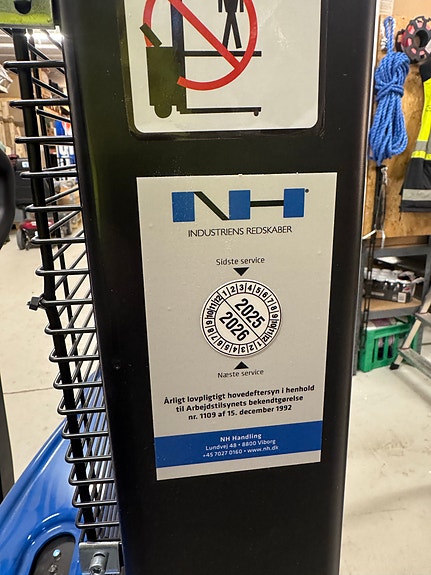 NH®
INDUSTRIENS REDSKABER
Sidste service
2025
2026
Næste service
Årligt lovpligtigt hovedeftersyn i henhold
til Arbejdstilsynets bekendtgørelse
nr. 1109 af 15. december 1992
NH Handling
Lundvej 48 • 8800 Viborg
+45 7027 0160 • www.nh.dk